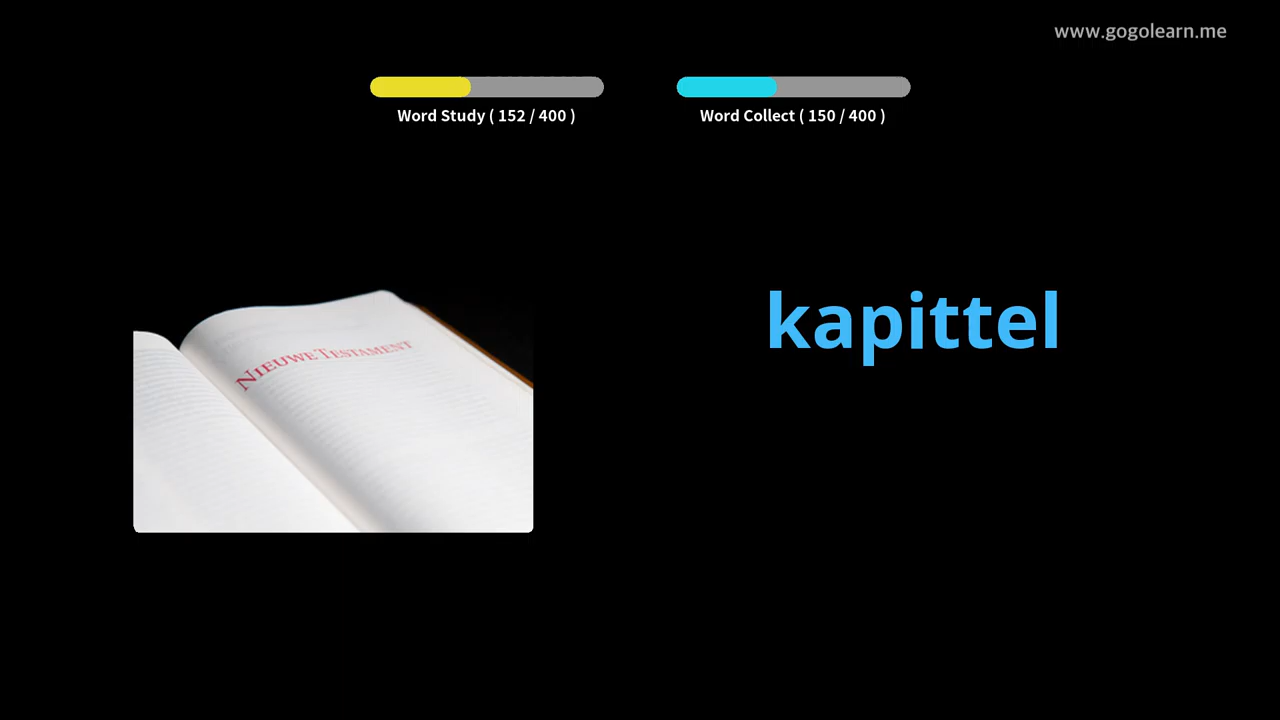 www.gogolearn.me
Word Study ( 152 / 400 )
Word Collect ( 150 / 400 )
kapittel
NIEUWE TESTAMENT